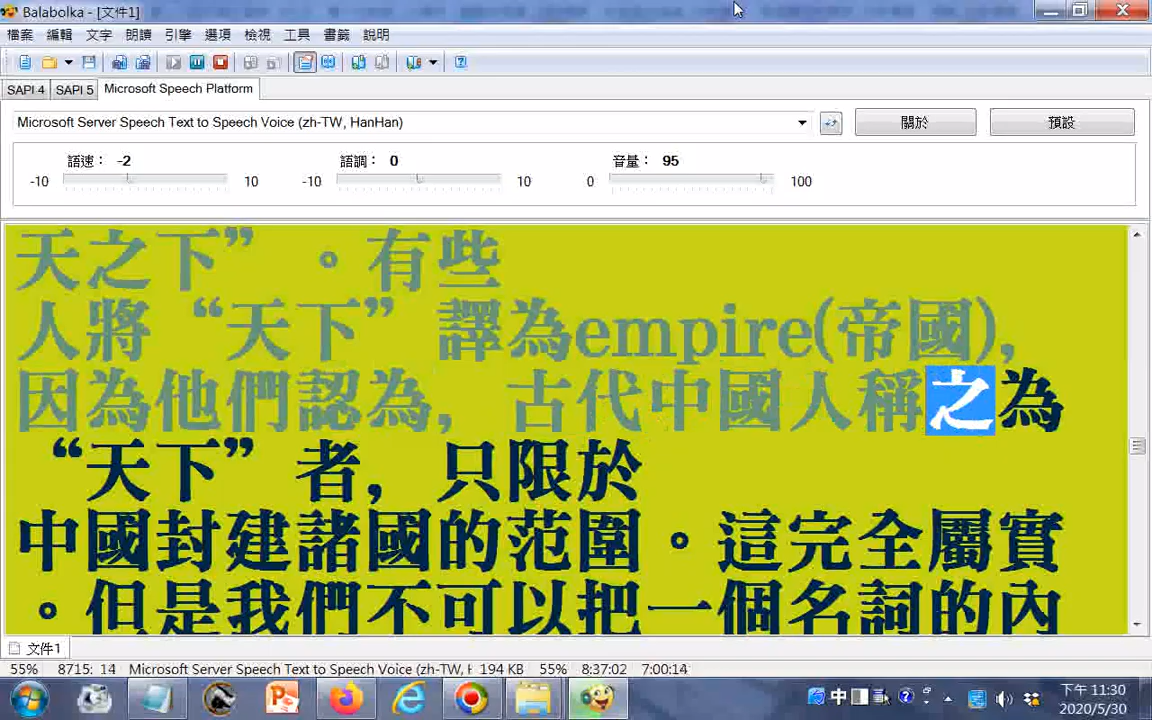 Balabolka - [文件1]
檔案 編輯 文字 朗讀 引擎 選項 檢視 工具 書籤 說明
SAPI 4 SAPI 5 Microsoft Speech Platform
Microsoft Server Speech Text to Speech Voice (zh-TW, HanHan) 關於 預設
語速： -2 語調： 0 音量： 95
-10 10 -10 10 0 100
天之下”。有些
人將“天下”譯為empire(帝國),
因為他們認為, 古代中國人稱之為
“天下”者, 只限於
中國封建諸國的范圍。這完全屬實
。但是我們不可以把一個名詞的內
文件1
55% 8715: 14 Microsoft Server Speech Text to Speech Voice (zh-TW, H 194 KB 55% 8:37:02 7:00:14
中 下午 11:30
2020/5/30